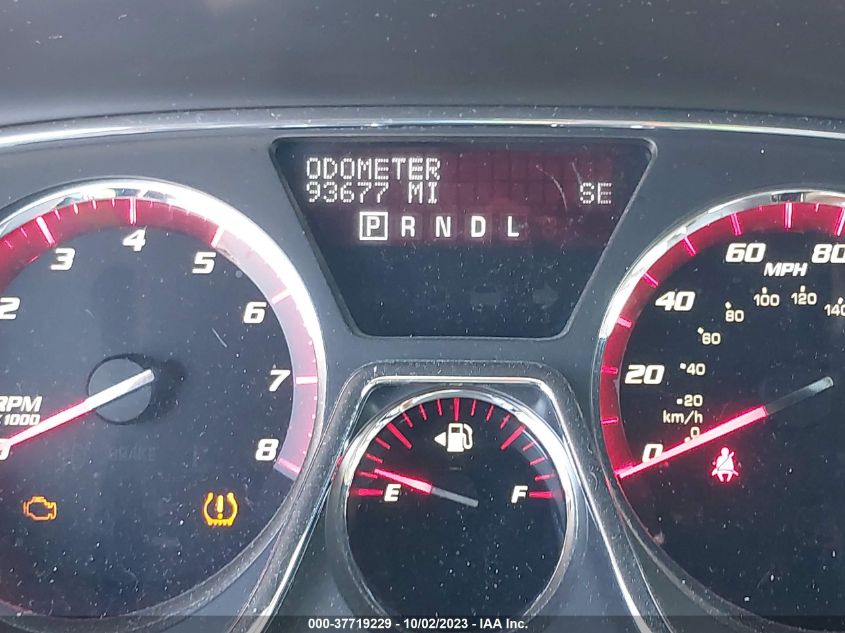 ODOMETER
93677 MI SE
P R N D L
2 3 4 5 6 7 8
RPM
X 1000
BRAKE
E F
0 20 40 60 80
MPH
0 20 40 60 80 100 120 140
km/h
000-37719229 - 10/02/2023 - IAA Inc.